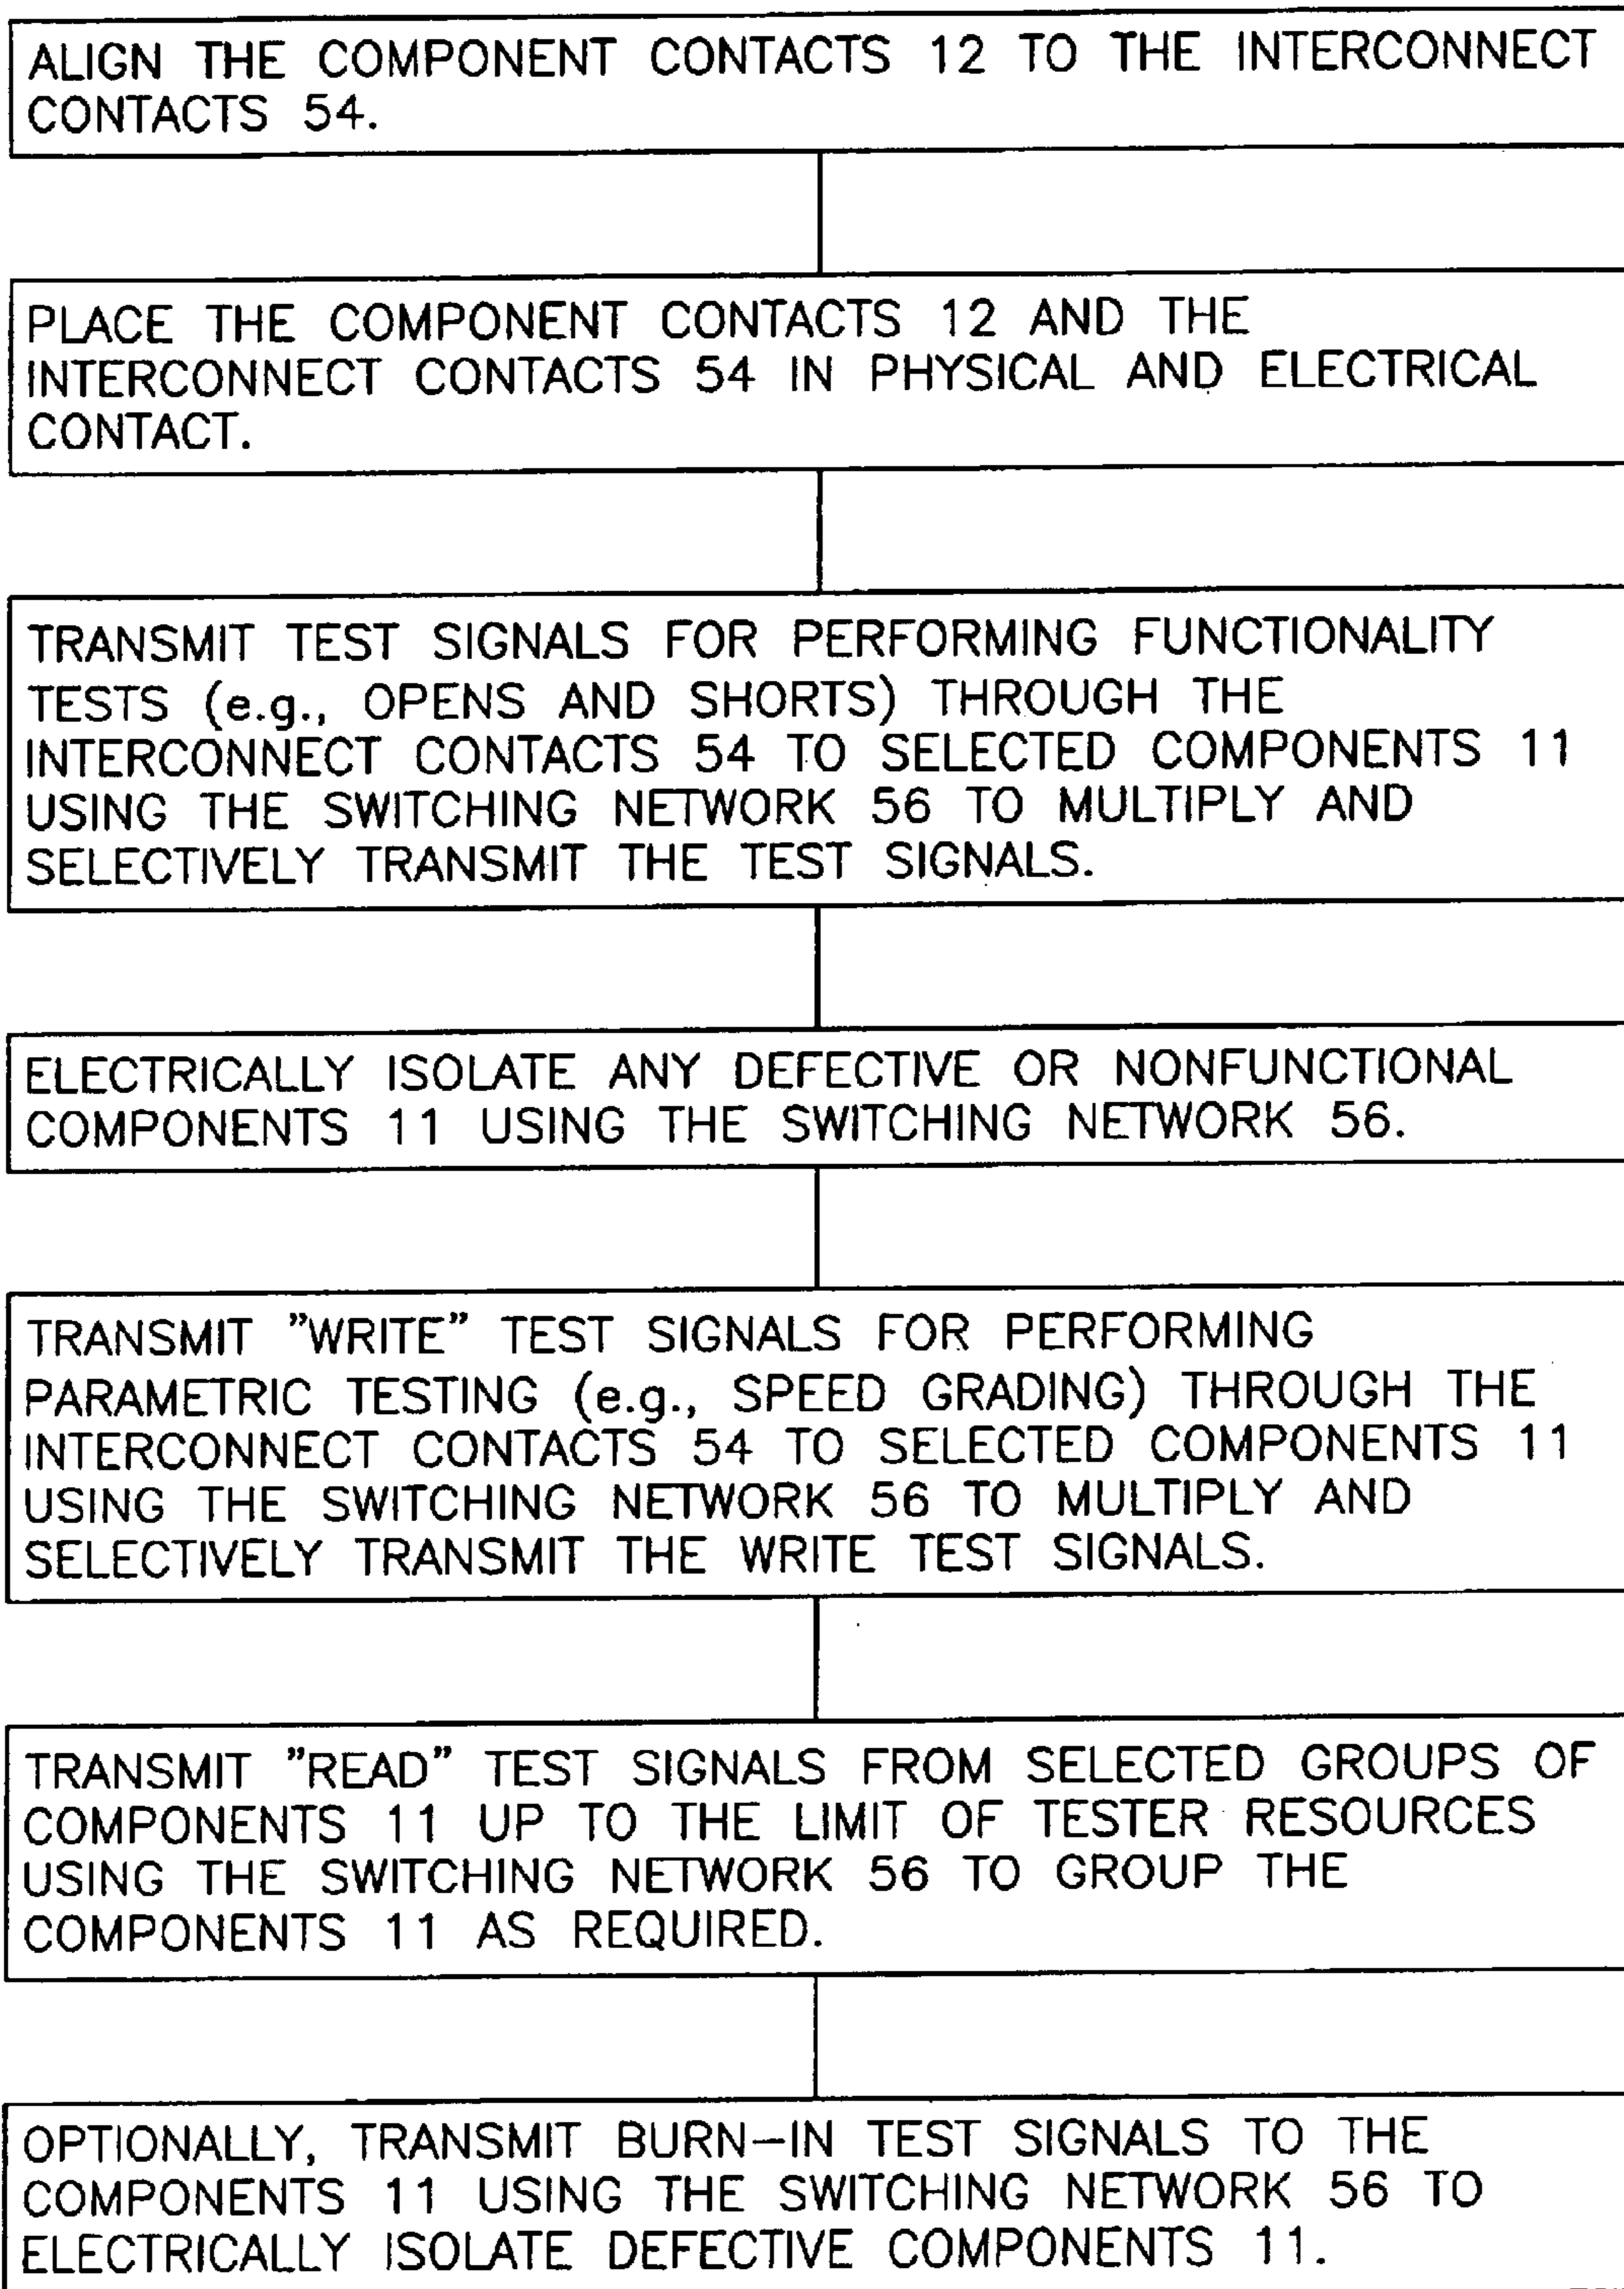 ALIGN THE COMPONENT CONTACTS 12 TO THE INTERCONNECT
CONTACTS 54.
PLACE THE COMPONENT CONTACTS 12 AND THE
INTERCONNECT CONTACTS 54 IN PHYSICAL AND ELECTRICAL
CONTACT.
TRANSMIT TEST SIGNALS FOR PERFORMING FUNCTIONALITY
TESTS (e.g., OPENS AND SHORTS) THROUGH THE
INTERCONNECT CONTACTS 54 TO SELECTED COMPONENTS 11
USING THE SWITCHING NETWORK 56 TO MULTIPLY AND
SELECTIVELY TRANSMIT THE TEST SIGNALS.
ELECTRICALLY ISOLATE ANY DEFECTIVE OR NONFUNCTIONAL
COMPONENTS 11 USING THE SWITCHING NETWORK 56.
TRANSMIT ”WRITE” TEST SIGNALS FOR PERFORMING
PARAMETRIC TESTING (e.g., SPEED GRADING) THROUGH THE
INTERCONNECT CONTACTS 54 TO SELECTED COMPONENTS 11
USING THE SWITCHING NETWORK 56 TO MULTIPLY AND
SELECTIVELY TRANSMIT THE WRITE TEST SIGNALS.
TRANSMIT ”READ” TEST SIGNALS FROM SELECTED GROUPS OF
COMPONENTS 11 UP TO THE LIMIT OF TESTER RESOURCES
USING THE SWITCHING NETWORK 56 TO GROUP THE
COMPONENTS 11 AS REQUIRED.
OPTIONALLY, TRANSMIT BURN–IN TEST SIGNALS TO THE
COMPONENTS 11 USING THE SWITCHING NETWORK 56 TO
ELECTRICALLY ISOLATE DEFECTIVE COMPONENTS 11.